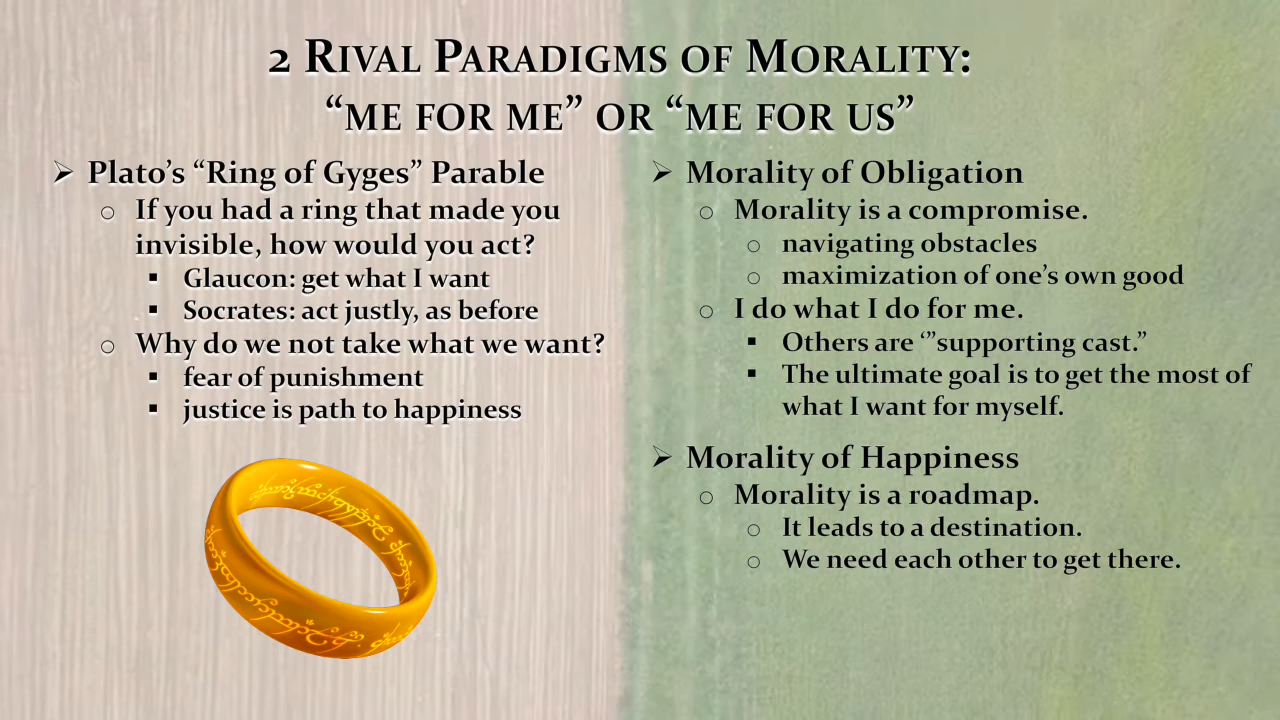 2 RIVAL PARADIGMS OF MORALITY:
“ME FOR ME” OR “ME FOR US”
➢ Plato’s “Ring of Gyges” Parable
o If you had a ring that made you
invisible, how would you act?
▪ Glaucon: get what I want
▪ Socrates: act justly, as before
o Why do we not take what we want?
▪ fear of punishment
▪ justice is path to happiness
➢ Morality of Obligation
o Morality is a compromise.
o navigating obstacles
o maximization of one’s own good
o I do what I do for me.
▪ Others are ‘”supporting cast.”
▪ The ultimate goal is to get the most of
what I want for myself.
➢ Morality of Happiness
o Morality is a roadmap.
o It leads to a destination.
o We need each other to get there.